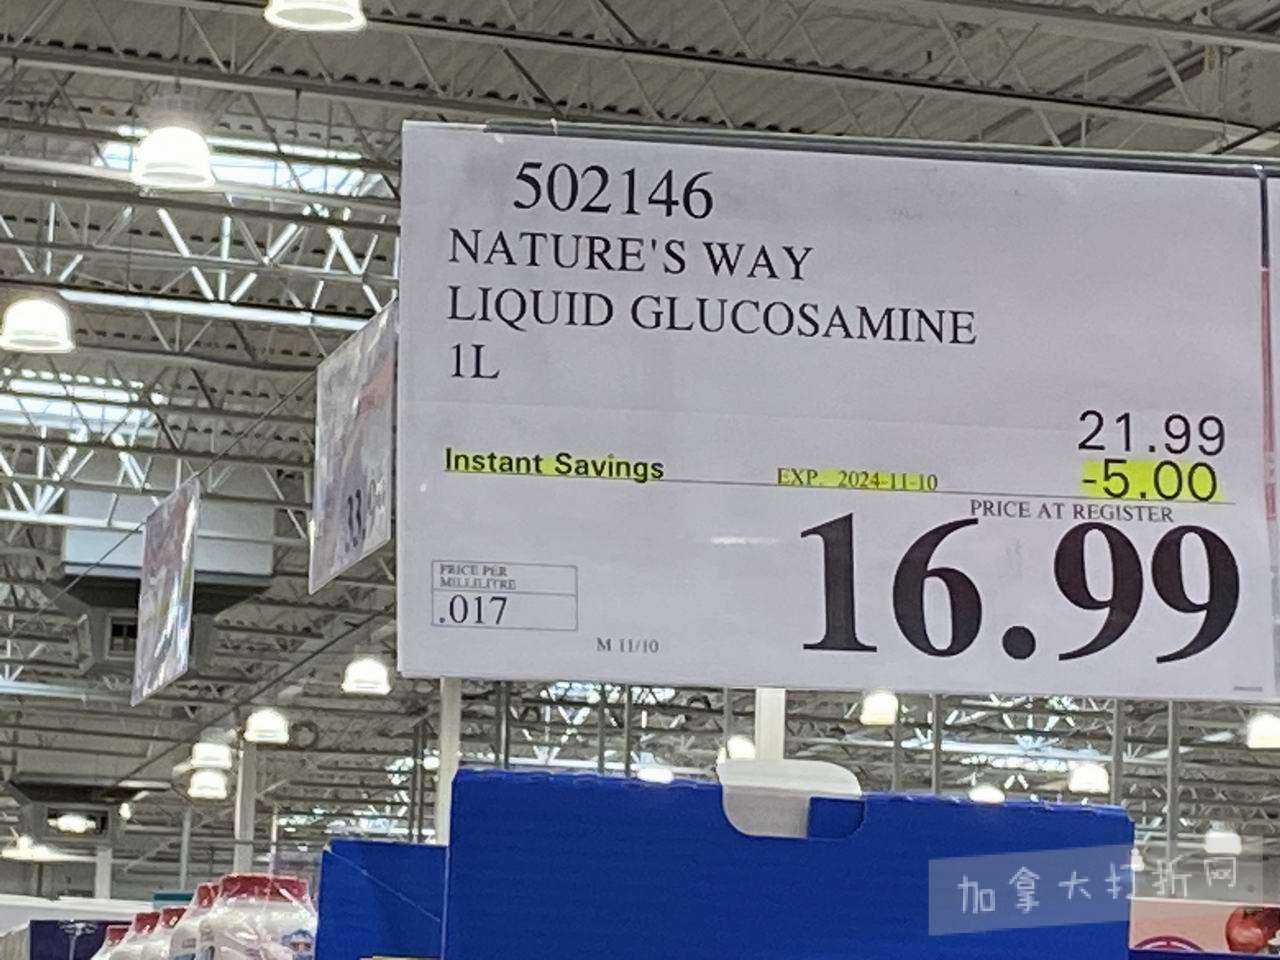 502146
NATURE'S WAY
LIQUID GLUCOSAMINE
1L
21.99
Instant Savings EXP. 2024-11-10 -5.00
PRICE AT REGISTER
16.99
PRICE PER
MILLILITRE
.017
M 11/10
加拿大打折网